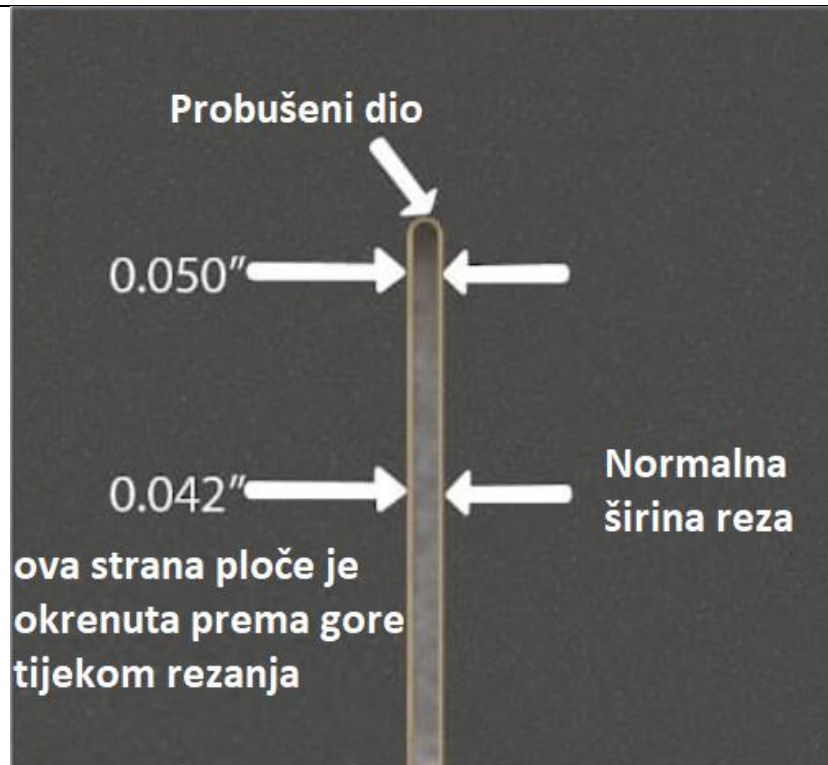 Probušeni dio
0.050"
0.042"
Normalna
širina reza
ova strana ploče je
okrenuta prema gore
tijekom rezanja